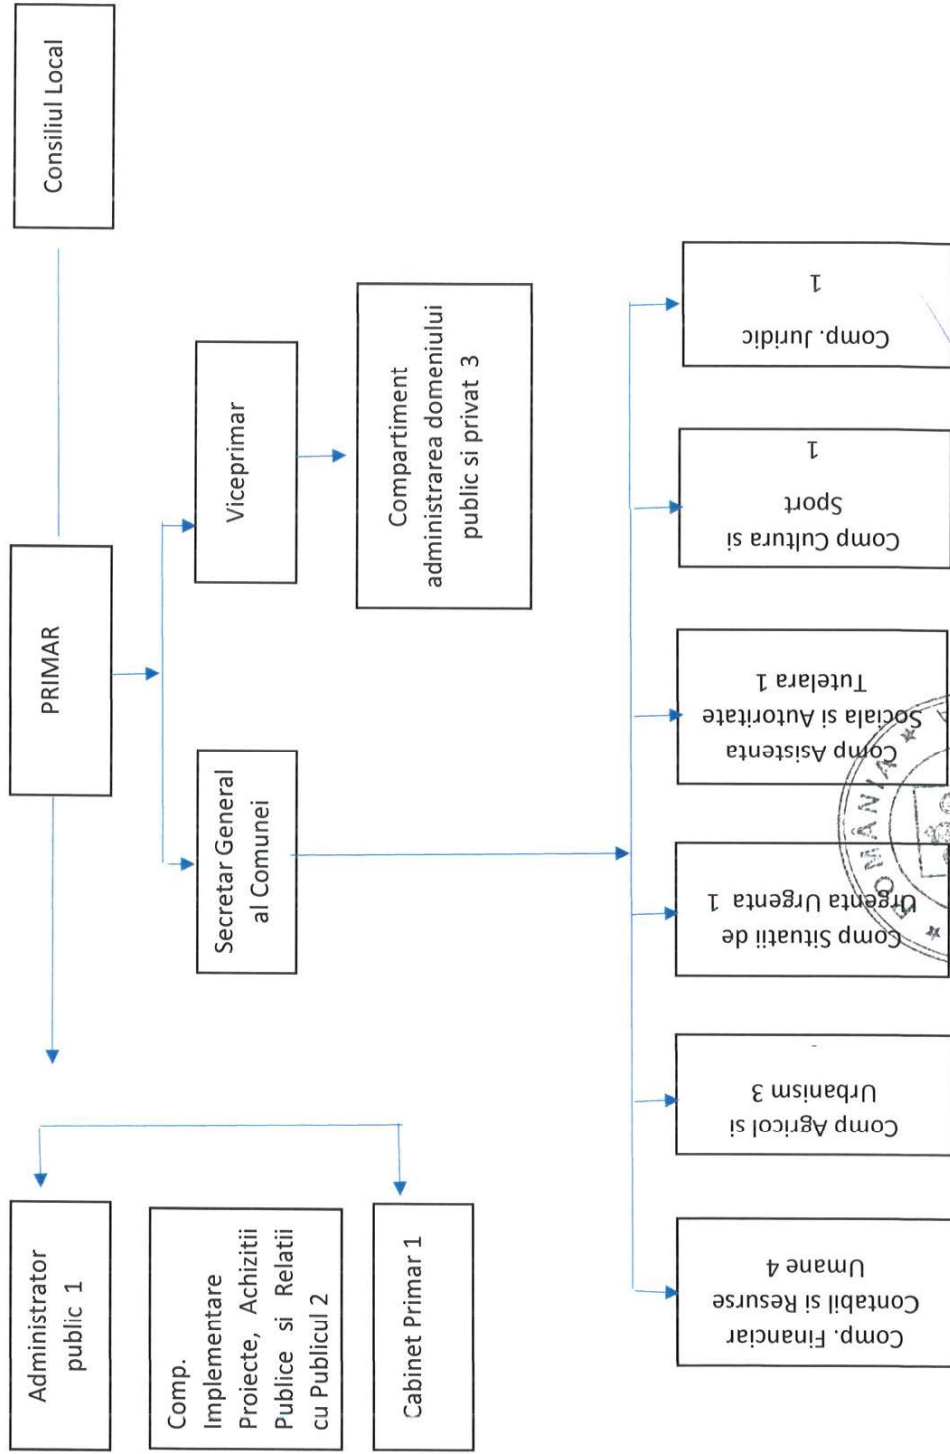 Consiliul Local
PRIMAR
Viceprimar
Secretar General
al Comunei
Compartiment
administrarea domeniului
public si privat 3
Administrator
public 1
Comp.
Implementare
Proiecte, Achizitii
Publice si Relatii
cu Publicul 2
Cabinet Primar 1
Comp. Financiar
Contabil si Resurse
Umane 4
Comp Agricol si
Urbanism 3
Comp Situatii de
Urgenta Urgenta 1
Comp Asistenta
Sociala si Autoritate
Tutelara 1
Comp Cultura si
Sport
1
Comp. Juridic
1
ROMÂNIA